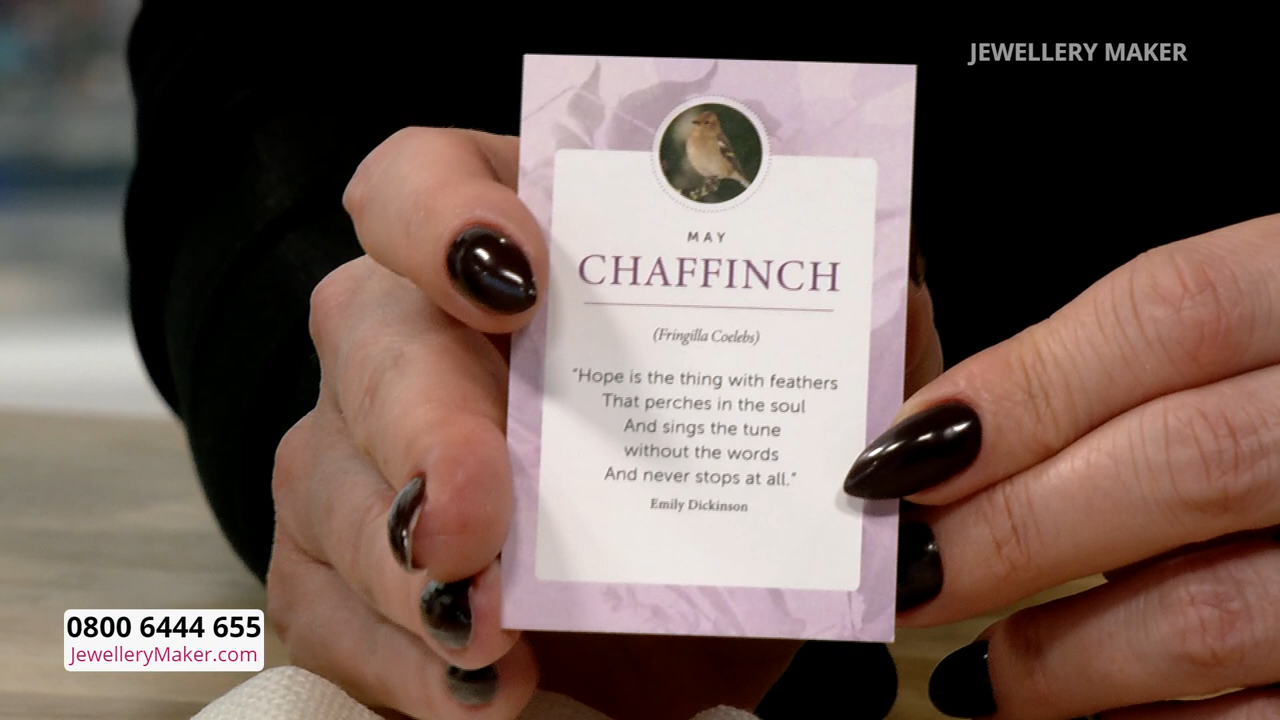 JEWELLERY MAKER
MAY
CHAFFINCH
(Fringilla Coelebs)
"Hope is the thing with feathers
That perches in the soul
And sings the tune
without the words
And never stops at all."
Emily Dickinson
0800 6444 655
JewelleryMaker.com